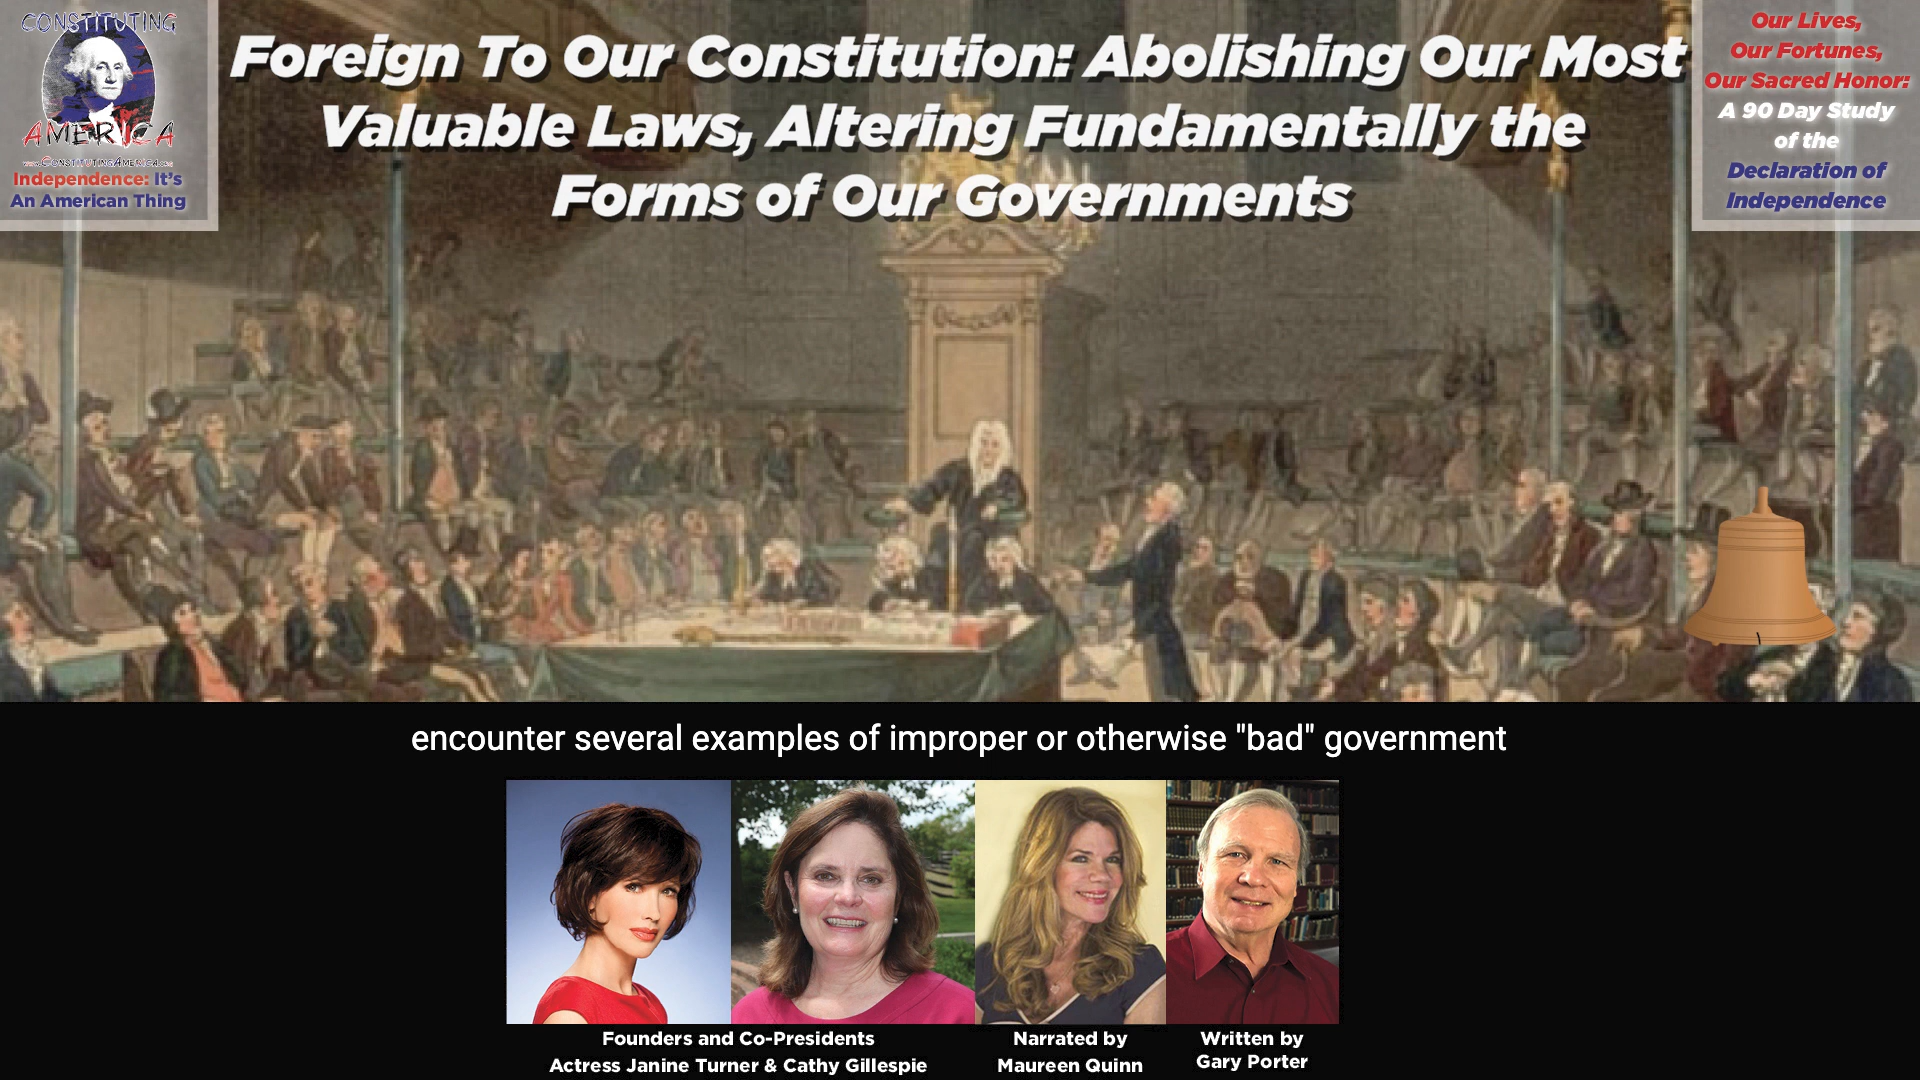 CONSTITUTING
AMERICA
www.ConstitutingAmerica.org
Independence: It's
An American Thing
Foreign To Our Constitution: Abolishing Our Most
Valuable Laws, Altering Fundamentally the
Forms of Our Governments
Our Lives,
Our Fortunes,
Our Sacred Honor:
A 90 Day Study
of the
Declaration of
Independence
encounter several examples of improper or otherwise "bad" government
Founders and Co-Presidents
Actress Janine Turner & Cathy Gillespie
Narrated by
Maureen Quinn
Written by
Gary Porter